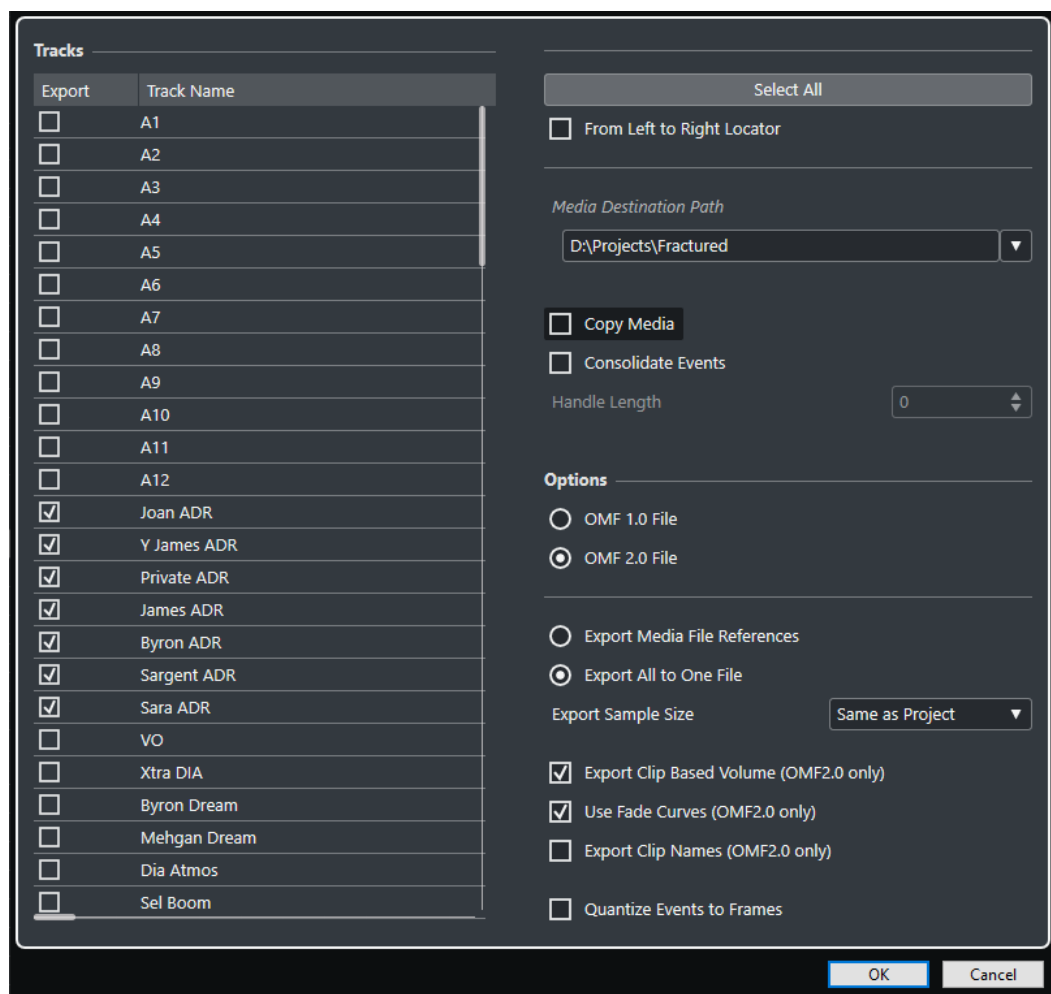 Tracks
Export Track Name
A1
A2
A3
A4
A5
A6
A7
A8
A9
A10
A11
A12
Joan ADR
Y James ADR
Private ADR
James ADR
Byron ADR
Sargent ADR
Sara ADR
VO
Xtra DIA
Byron Dream
Mehgan Dream
Dia Atmos
Sel Boom
Select All
From Left to Right Locator
Media Destination Path
D:\Projects\Fractured
Copy Media
Consolidate Events
Handle Length 0
Options
OMF 1.0 File
OMF 2.0 File
Export Media File References
Export All to One File
Export Sample Size Same as Project
Export Clip Based Volume (OMF2.0 only)
Use Fade Curves (OMF2.0 only)
Export Clip Names (OMF2.0 only)
Quantize Events to Frames
OK Cancel